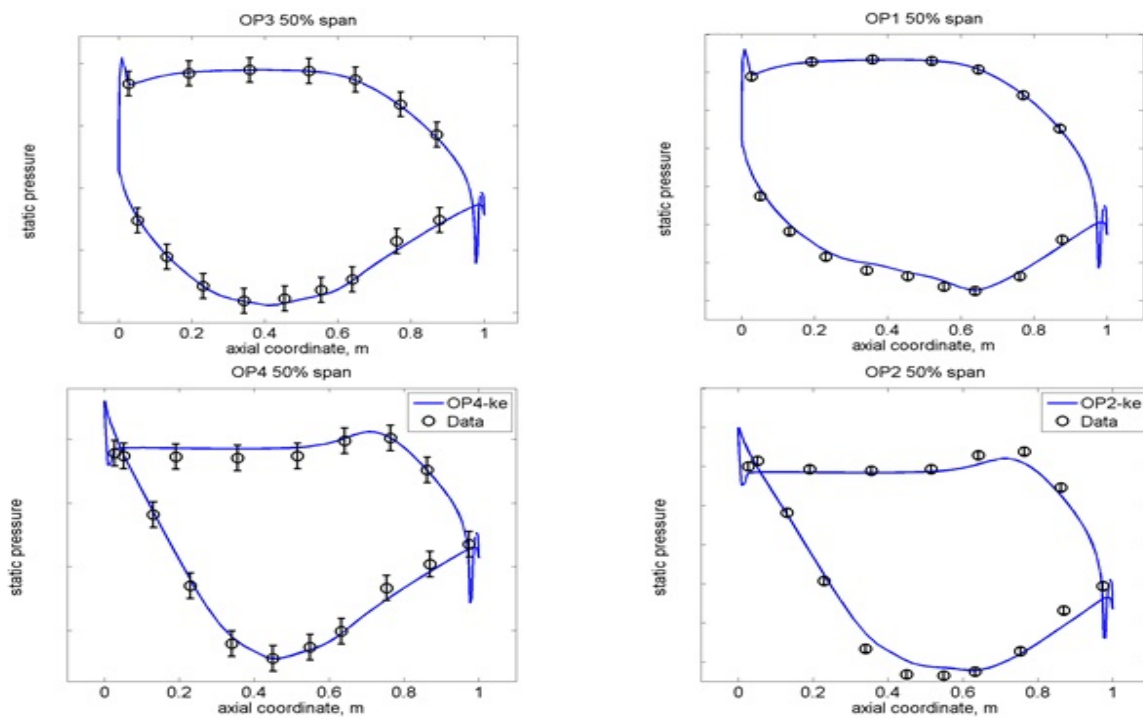 OP3 50% span
static pressure
0 0.2 0.4 0.6 0.8 1
axial coordinate, m
OP1 50% span
static pressure
0 0.2 0.4 0.6 0.8 1
axial coordinate, m
OP4 50% span
OP4-ke
Data
static pressure
0 0.2 0.4 0.6 0.8 1
axial coordinate, m
OP2 50% span
OP2-ke
Data
static pressure
0 0.2 0.4 0.6 0.8 1
axial coordinate, m